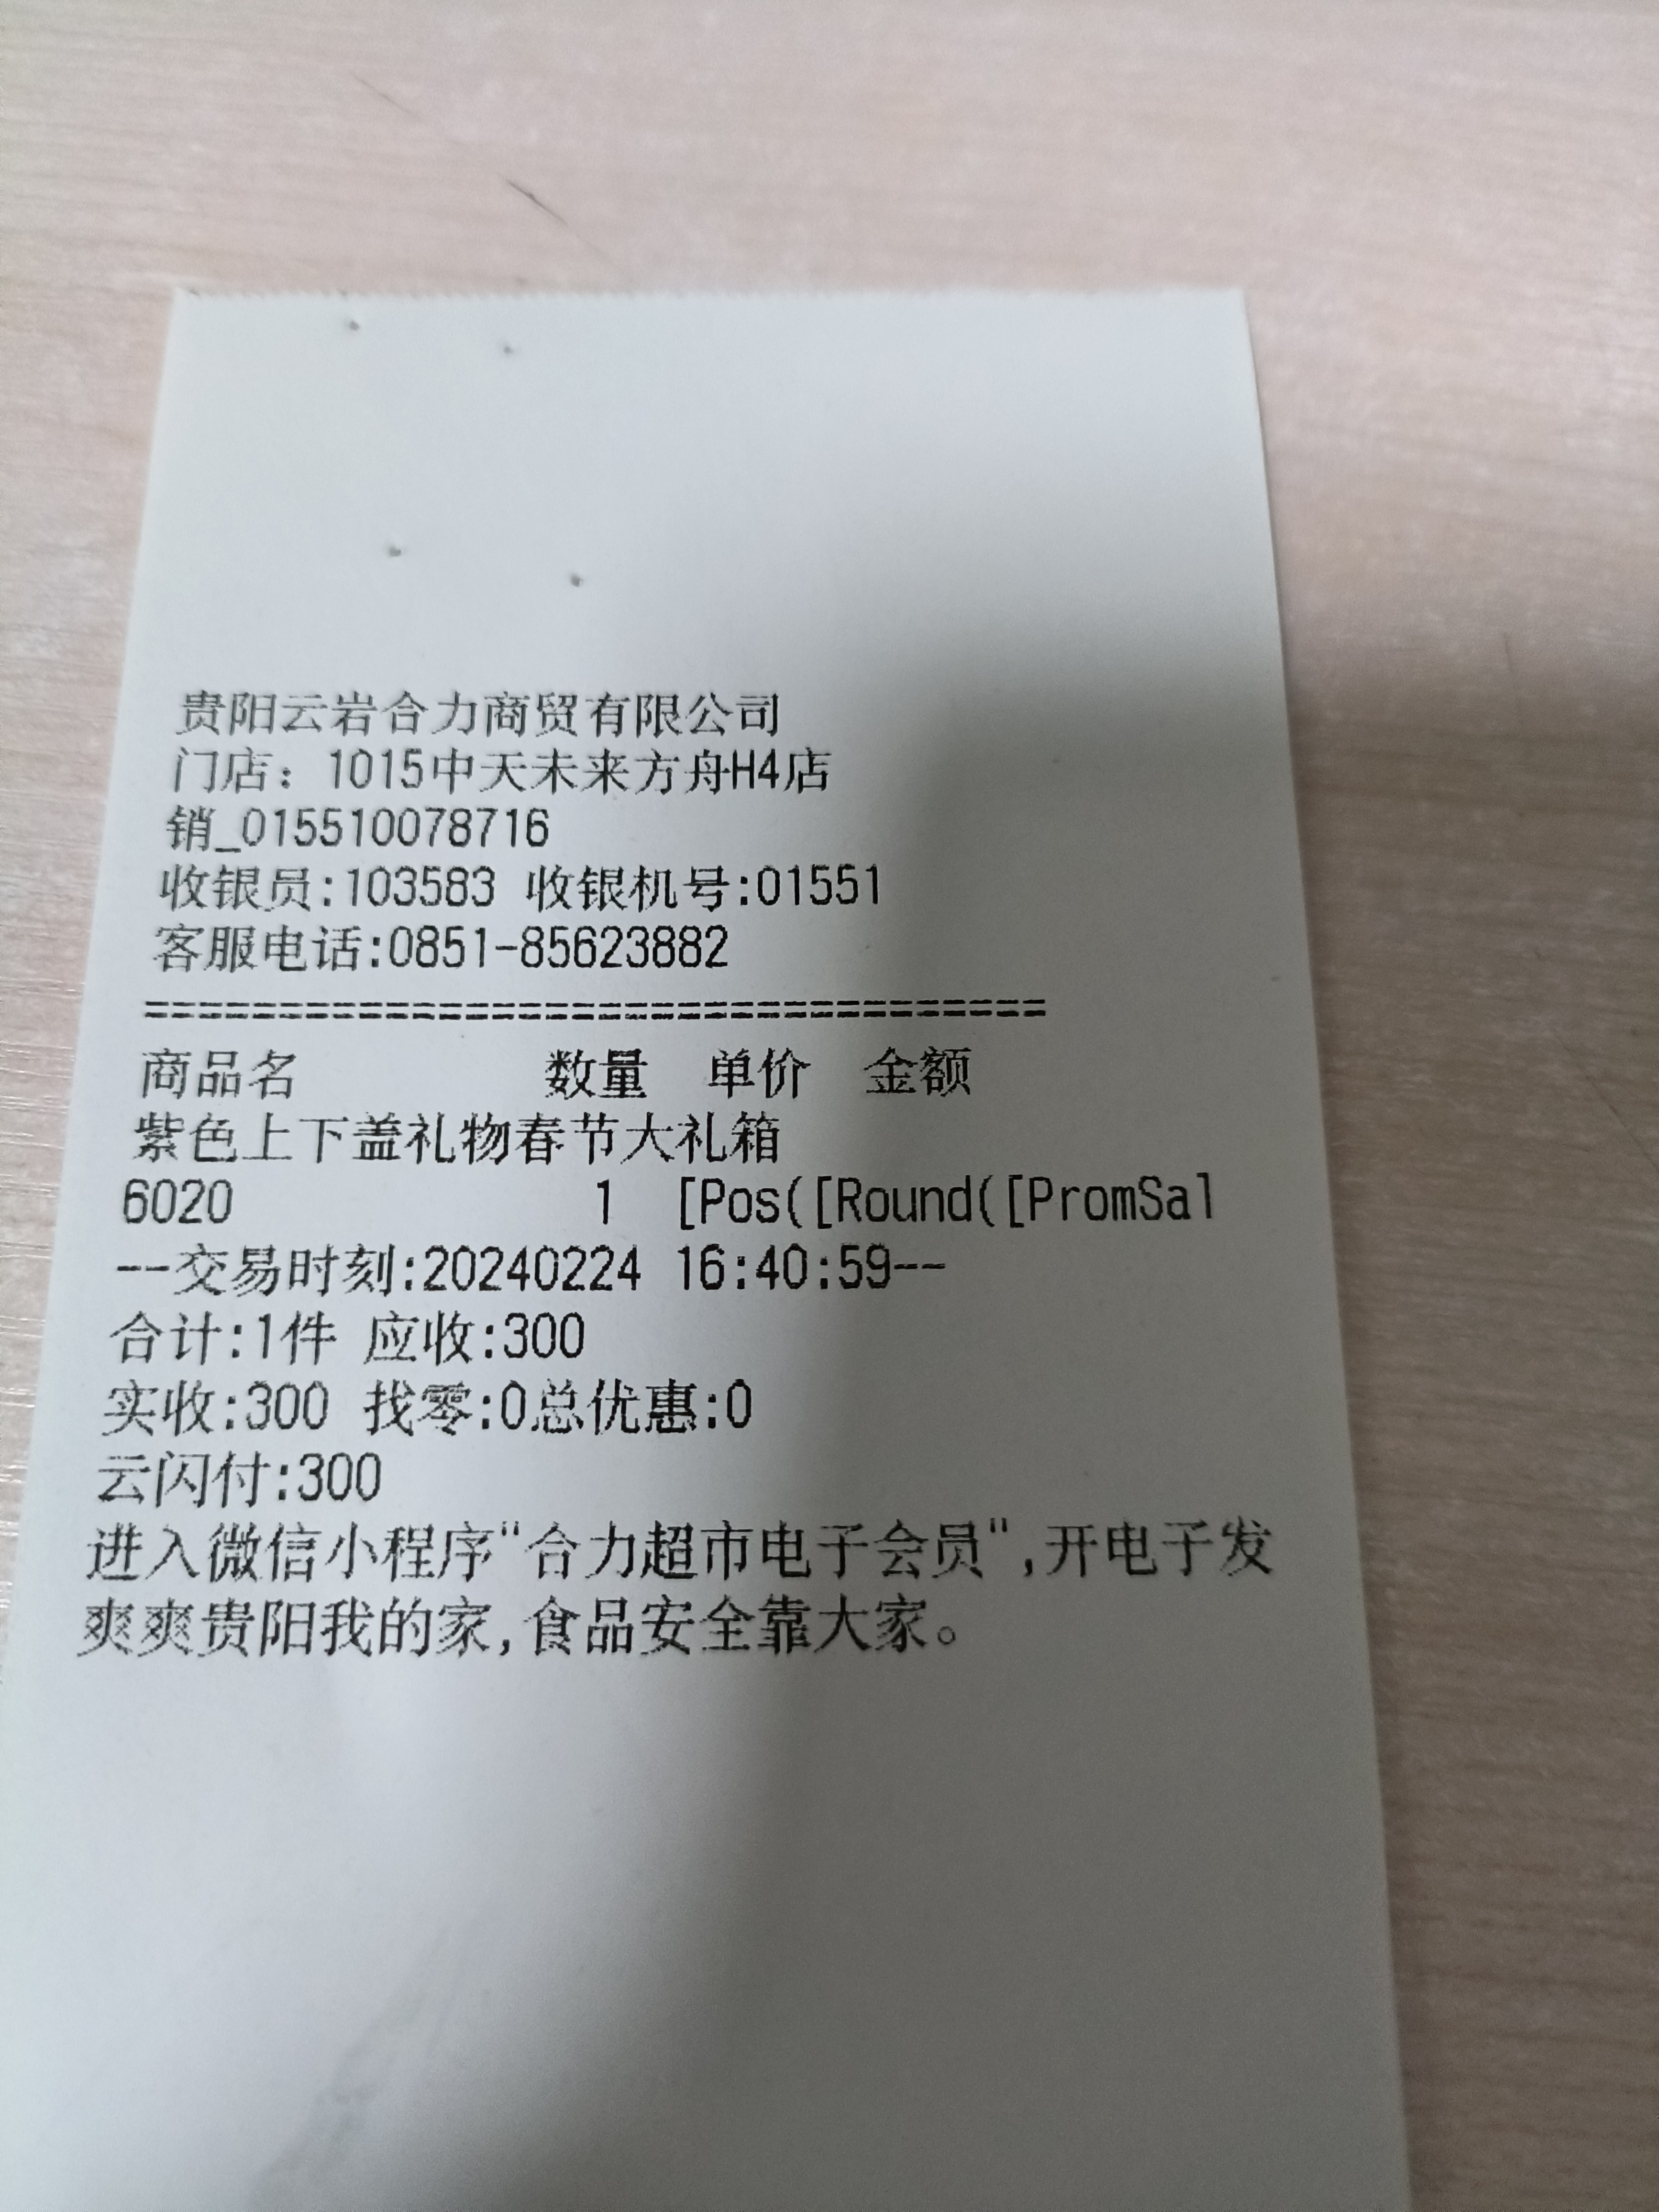 贵阳云岩合力商贸有限公司
门店：1015中天未来方舟H4店
销_015510078716
收银员:103583 收银机号:01551
客服电话:0851-85623882
==================================
商品名 数量 单价 金额
紫色上下盖礼物春节大礼箱
6020 1 [Pos([Round([PromSal
--交易时刻:20240224 16:40:59--
合计:1件 应收:300
实收:300 找零:0总优惠:0
云闪付:300
进入微信小程序"合力超市电子会员",开电子发
爽爽贵阳我的家,食品安全靠大家。